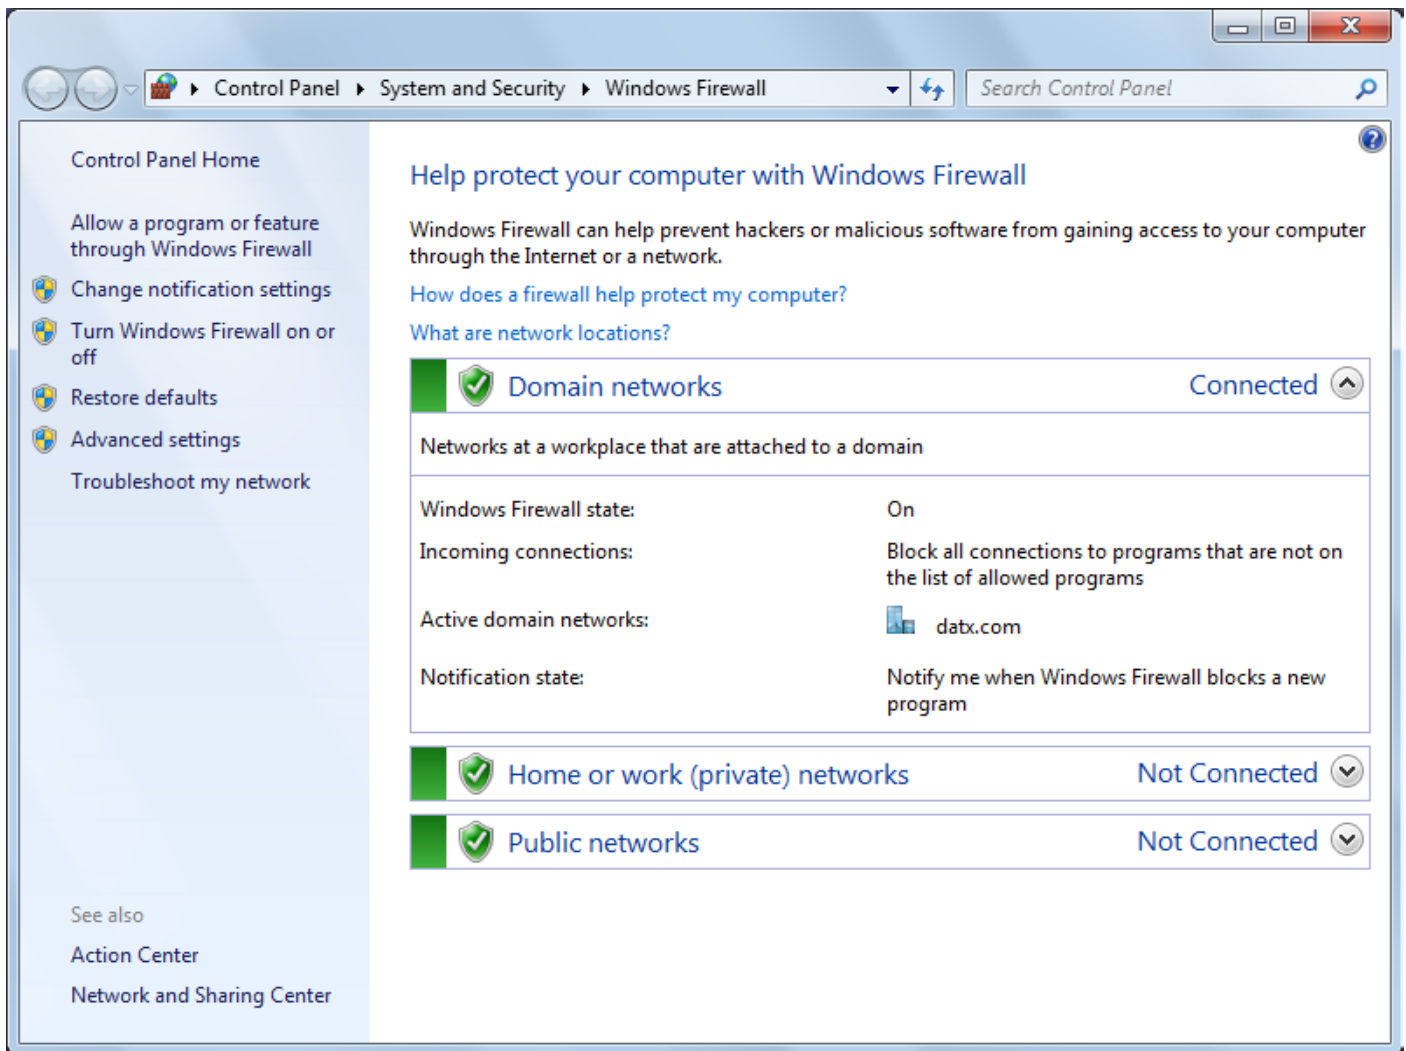 Control Panel
System and Security
Windows Firewall
Search Control Panel
Control Panel Home
Allow a program or feature
through Windows Firewall
Change notification settings
Turn Windows Firewall on or
off
Restore defaults
Advanced settings
Troubleshoot my network
See also
Action Center
Network and Sharing Center
Help protect your computer with Windows Firewall
Windows Firewall can help prevent hackers or malicious software from gaining access to your computer
through the Internet or a network.
How does a firewall help protect my computer?
What are network locations?
Domain networks Connected
Networks at a workplace that are attached to a domain
Windows Firewall state: On
Incoming connections: Block all connections to programs that are not on
the list of allowed programs
Active domain networks: datx.com
Notification state: Notify me when Windows Firewall blocks a new
program
Home or work (private) networks Not Connected
Public networks Not Connected